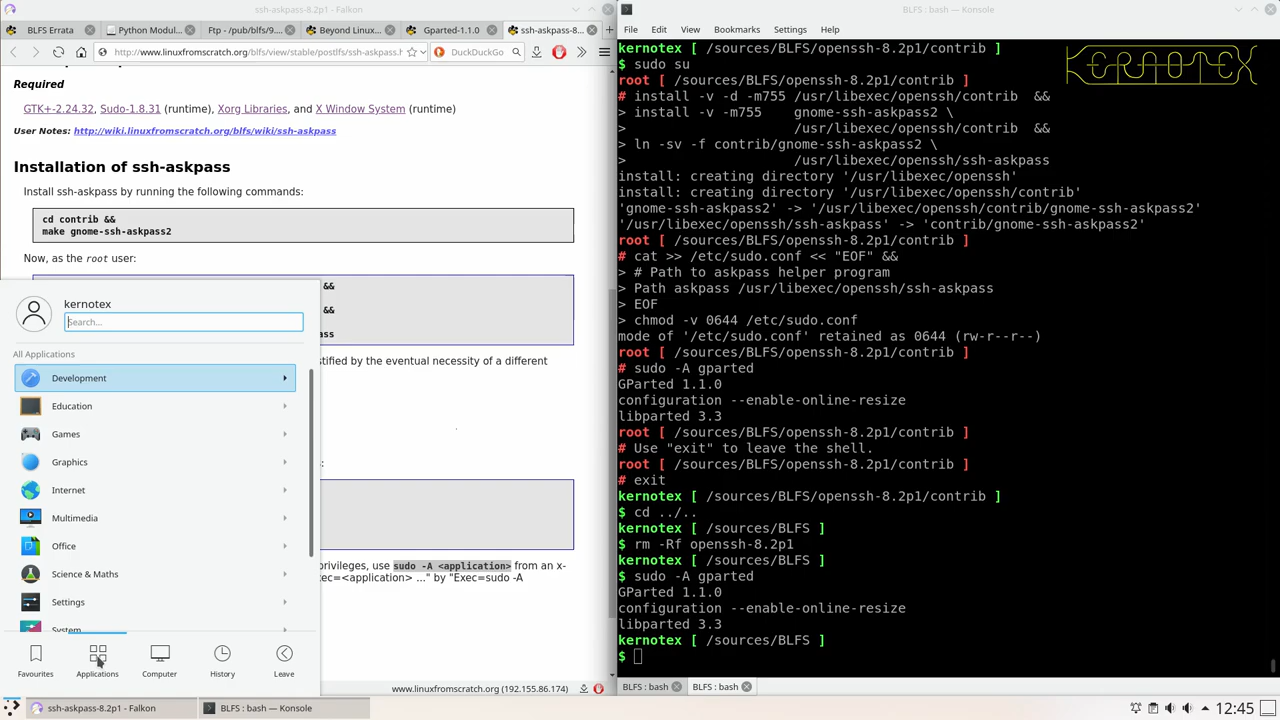 ssh-askpass-8.2p1 - Falkon
BLFS Errata
Python Modul...
Ftp - /pub/blfs/9....
Beyond Linux...
Gparted-1.1.0
ssh-askpass-8...
http://www.linuxfromscratch.org/blfs/view/stable/postlfs/ssh-askpass.h
DuckDuckGo
Required
GTK+-2.24.32, Sudo-1.8.31 (runtime), Xorg Libraries, and X Window System (runtime)
User Notes: http://wiki.linuxfromscratch.org/blfs/wiki/ssh-askpass
Installation of ssh-askpass
Install ssh-askpass by running the following commands:
cd contrib &&
make gnome-ssh-askpass2
Now, as the root user:
&&
&&
ass
stified by the eventual necessity of a different
:
privileges, use sudo -A <application> from an x-
xec=<application> ..." by "Exec=sudo -A
kernotex
Search...
All Applications
Development
Education
Games
Graphics
Internet
Multimedia
Office
Science & Maths
Settings
System
Favourites
Applications
Computer
History
Leave
www.linuxfromscratch.org (192.155.86.174)
BLFS : bash — Konsole
File Edit View Bookmarks Settings Help
KERNOTEX
kernotex [ /sources/BLFS/openssh-8.2p1/contrib ]
$ sudo su
root [ /sources/BLFS/openssh-8.2p1/contrib ]
# install -v -d -m755 /usr/libexec/openssh/contrib  &&
> install -v -m755    gnome-ssh-askpass2 \
>                     /usr/libexec/openssh/contrib  &&
> ln -sv -f contrib/gnome-ssh-askpass2 \
>                     /usr/libexec/openssh/ssh-askpass
install: creating directory '/usr/libexec/openssh'
install: creating directory '/usr/libexec/openssh/contrib'
'gnome-ssh-askpass2' -> '/usr/libexec/openssh/contrib/gnome-ssh-askpass2'
'/usr/libexec/openssh/ssh-askpass' -> 'contrib/gnome-ssh-askpass2'
root [ /sources/BLFS/openssh-8.2p1/contrib ]
# cat >> /etc/sudo.conf << "EOF" &&
> # Path to askpass helper program
> Path askpass /usr/libexec/openssh/ssh-askpass
> EOF
> chmod -v 0644 /etc/sudo.conf
mode of '/etc/sudo.conf' retained as 0644 (rw-r--r--)
root [ /sources/BLFS/openssh-8.2p1/contrib ]
# sudo -A gparted
GParted 1.1.0
configuration --enable-online-resize
libparted 3.3
root [ /sources/BLFS/openssh-8.2p1/contrib ]
# Use "exit" to leave the shell.
root [ /sources/BLFS/openssh-8.2p1/contrib ]
# exit
kernotex [ /sources/BLFS/openssh-8.2p1/contrib ]
$ cd ../..
kernotex [ /sources/BLFS ]
$ rm -Rf openssh-8.2p1
kernotex [ /sources/BLFS ]
$ sudo -A gparted
GParted 1.1.0
configuration --enable-online-resize
libparted 3.3
kernotex [ /sources/BLFS ]
$
BLFS : bash
BLFS : bash
ssh-askpass-8.2p1 - Falkon
BLFS : bash — Konsole
12:45